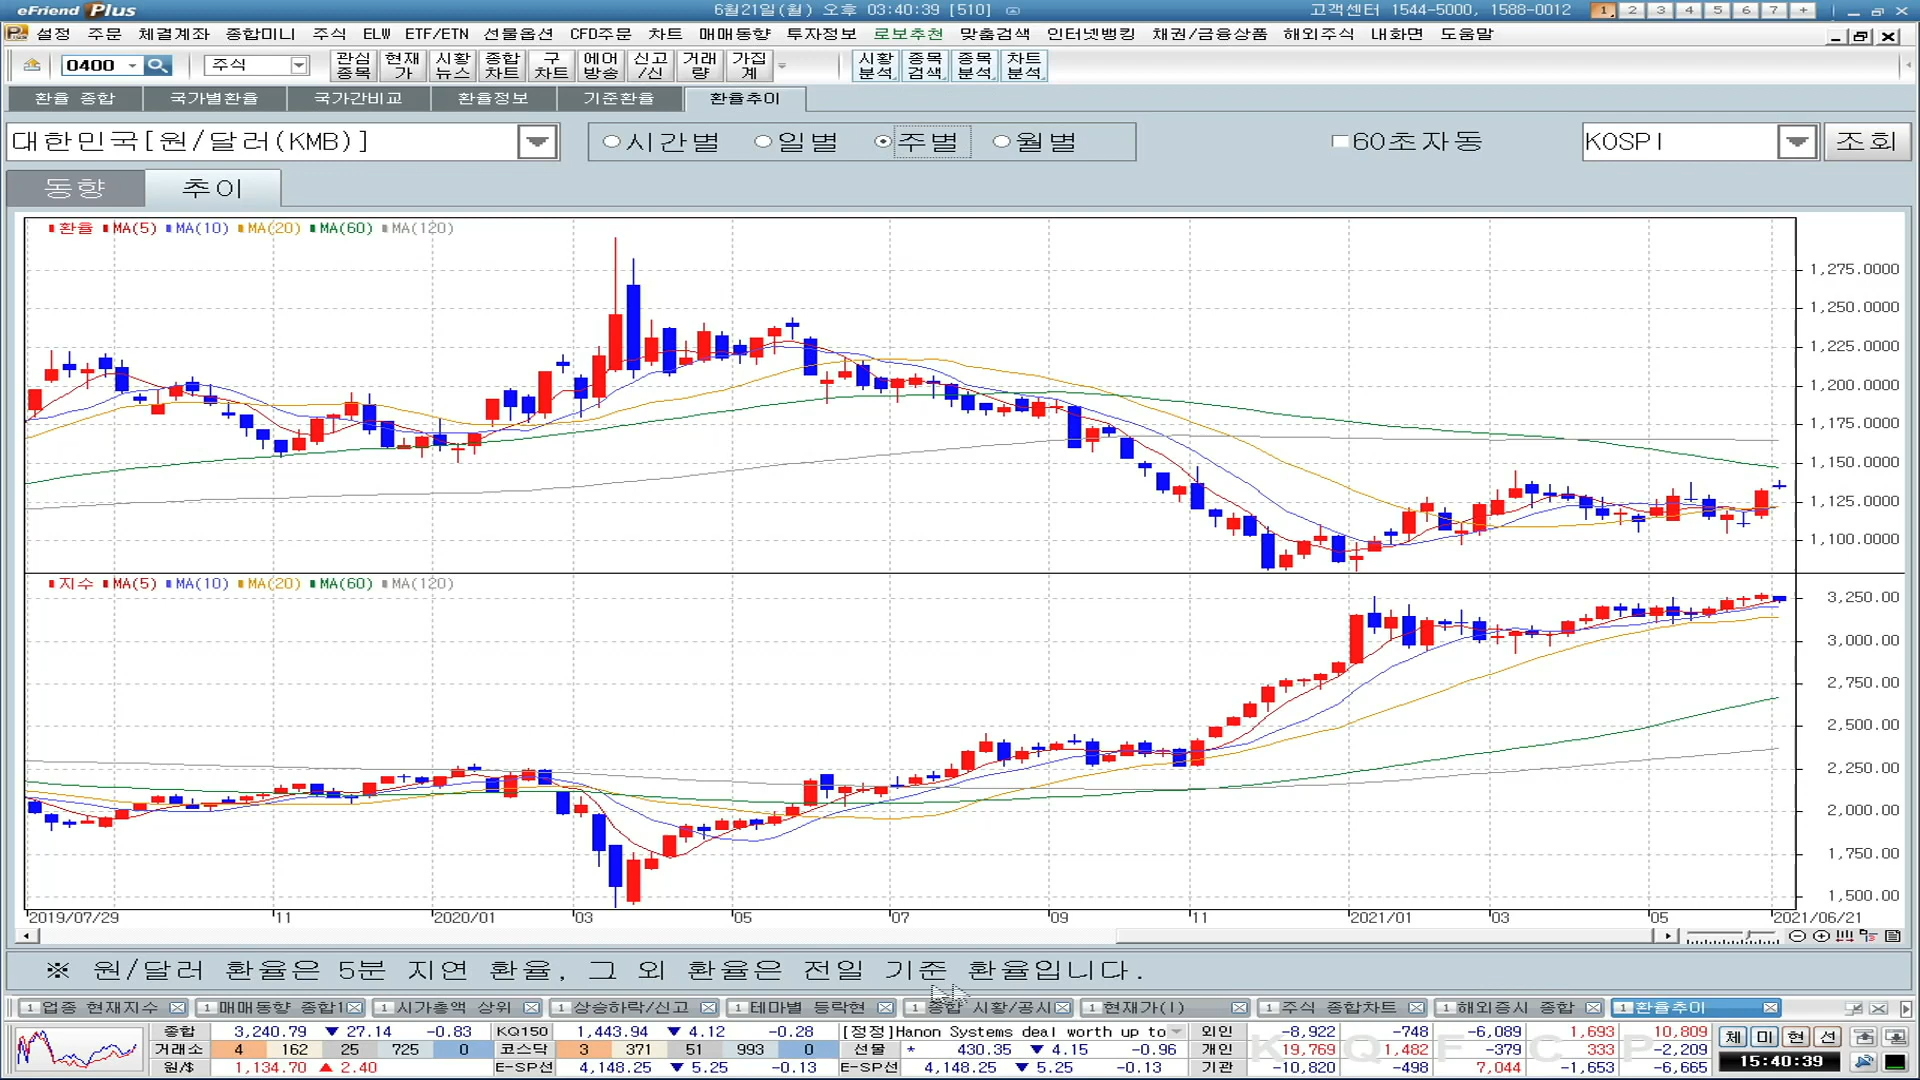 eFriend Plus 6월21일(월) 오후 03:40:39 [510] 고객센터 1544-5000, 1588-0012 1 2 3 4 5 6 7 +
설정 주문 체결계좌 종합미니 주식 ELW ETF/ETN 선물옵션 CFD주문 차트 매매동향 투자정보 로보추천 맞춤검색 인터넷뱅킹 채권/금융상품 해외주식 내화면 도움말
0400 주식 관심종목 현재가 시황뉴스 종합차트 구차트 에어방송 신고/신 거래량 가집계 시황분석 종목검색 종목분석 차트분석
환율 종합 국가별환율 국가간비교 환율정보 기준환율 환율추이
대한민국[원/달러(KMB)] 시간별 일별 주별 월별 60초자동 KOSPI 조회
동향 추이
환율 MA(5) MA(10) MA(20) MA(60) MA(120)
1,275.0000
1,250.0000
1,225.0000
1,200.0000
1,175.0000
1,150.0000
1,125.0000
1,100.0000
지수 MA(5) MA(10) MA(20) MA(60) MA(120)
3,250.00
3,000.00
2,750.00
2,500.00
2,250.00
2,000.00
1,750.00
1,500.00
2019/07/29 11 2020/01 03 05 07 09 11 2021/01 03 05 2021/06/21
※ 원/달러 환율은 5분 지연 환율, 그 외 환율은 전일 기준 환율입니다.
1 업종 현재지수 1 매매동향 종합1 1 시가총액 상위 1 상승하락/신고 1 테마별 등락현 1 종합 시황/공시 1 현재가(I) 1 주식 종합차트 1 해외증시 종합 1 환율추이
종합 3,240.79 ▼ 27.14 -0.83 KQ150 1,443.94 ▼ 4.12 -0.28 [정정]Hanon Systems deal worth up to 외인 -8,922 -748 -6,089 1,693 10,809 체 미 현 선
거래소 4 162 25 725 0 코스닥 3 371 51 993 0 선물 * 430.35 ▼ 4.15 -0.96 개인 19,769 1,482 -379 333 -2,209
원/$ 1,134.70 ▲ 2.40 E-SP선 4,148.25 ▼ 5.25 -0.13 E-SP선 4,148.25 ▼ 5.25 -0.13 기관 -10,820 -498 7,044 -1,653 -6,665
K Q F C P
15:40:39